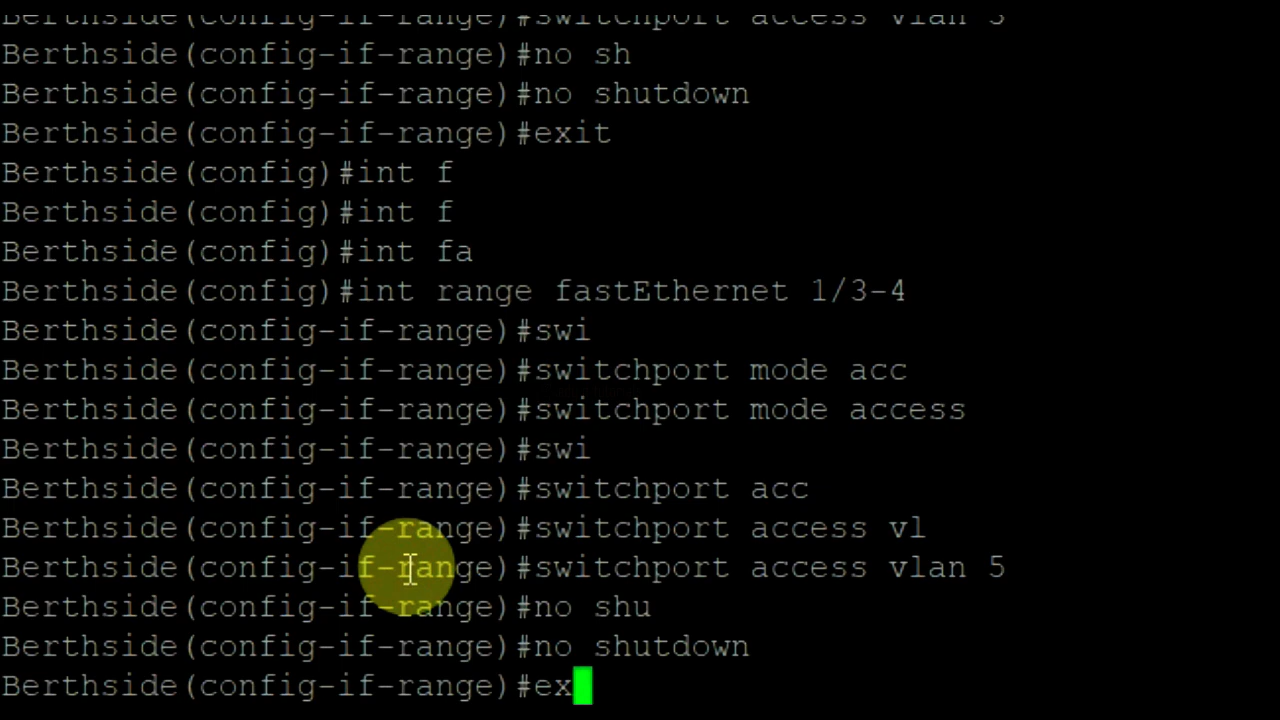 Berthside(config-if-range)#switchport access vlan
Berthside(config-if-range)#no sh
Berthside(config-if-range)#no shutdown
Berthside(config-if-range)#exit
Berthside(config)#int f
Berthside(config)#int f
Berthside(config)#int fa
Berthside(config)#int range fastEthernet 1/3-4
Berthside(config-if-range)#swi
Berthside(config-if-range)#switchport mode acc
Berthside(config-if-range)#switchport mode access
Berthside(config-if-range)#swi
Berthside(config-if-range)#switchport acc
Berthside(config-if-range)#switchport access vl
Berthside(config-if-range)#switchport access vlan 5
Berthside(config-if-range)#no shu
Berthside(config-if-range)#no shutdown
Berthside(config-if-range)#ex